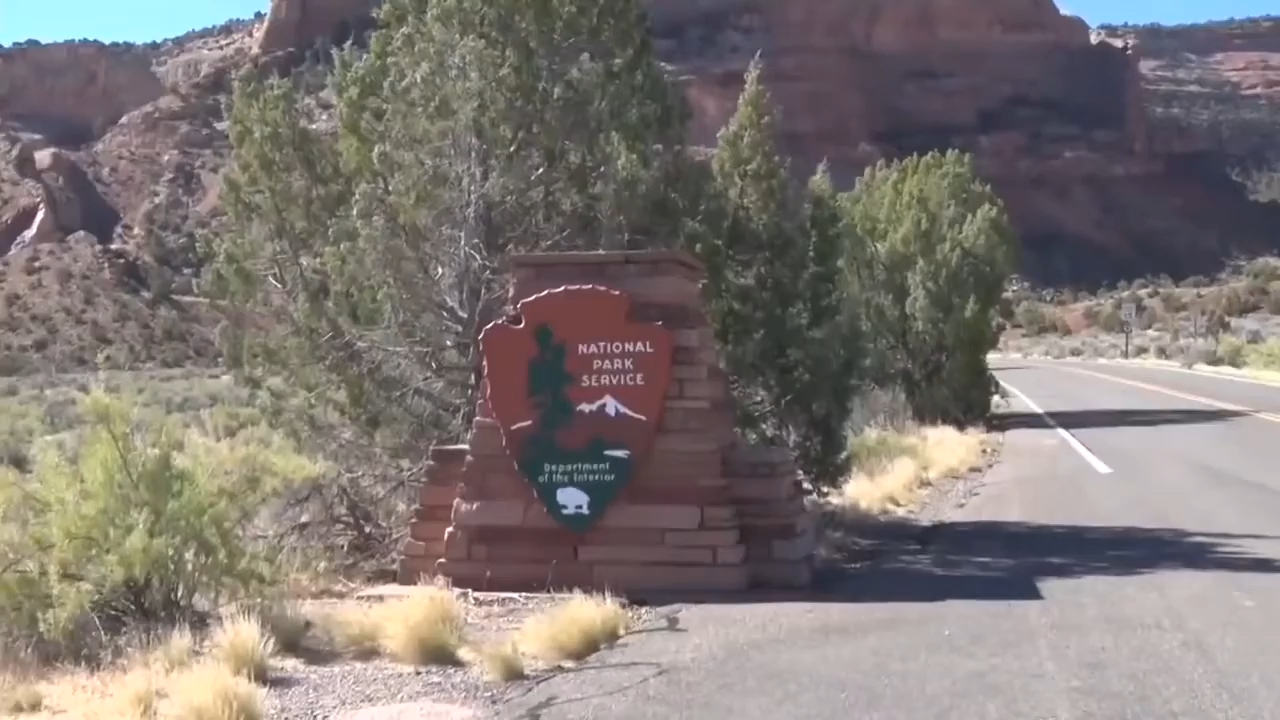 NATIONAL
PARK
SERVICE
Department
of the Interior